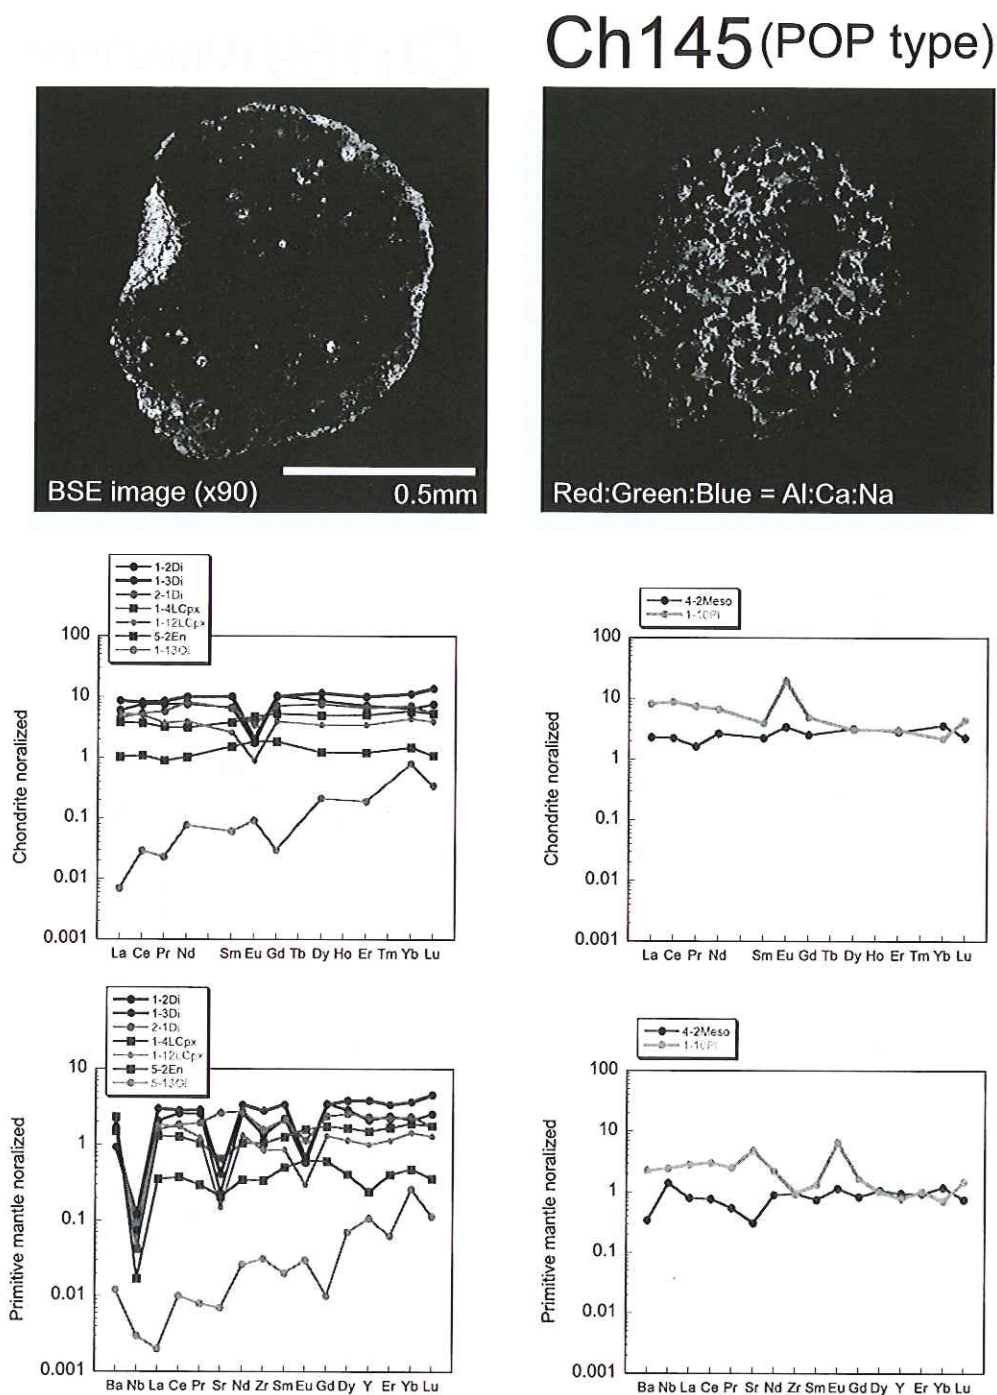 Ch145 (POP type)
BSE image (x90)
0.5mm
Red:Green:Blue = Al:Ca:Na
1-2Di
1-3Di
2-1Di
1-4LCpx
1-12LCpx
5-2En
1-13Ol
100
10
1
0.1
0.01
0.001
Chondrite noralized
La Ce Pr Nd Sm Eu Gd Tb Dy Ho Er Tm Yb Lu
4-2Meso
1-10Pl
100
10
1
0.1
0.01
0.001
Chondrite noralized
La Ce Pr Nd Sm Eu Gd Tb Dy Ho Er Tm Yb Lu
1-2Di
1-3Di
2-1Di
1-4LCpx
1-12LCpx
5-2En
5-13Ol
10
1
0.1
0.01
0.001
Primitive mantle noralized
Ba Nb La Ce Pr Sr Nd Zr Sm Eu Gd Dy Y Er Yb Lu
4-2Meso
1-10Pl
100
10
1
0.1
0.01
0.001
Primitive mantle noralized
Ba Nb La Ce Pr Sr Nd Zr Sm Eu Gd Dy Y Er Yb Lu